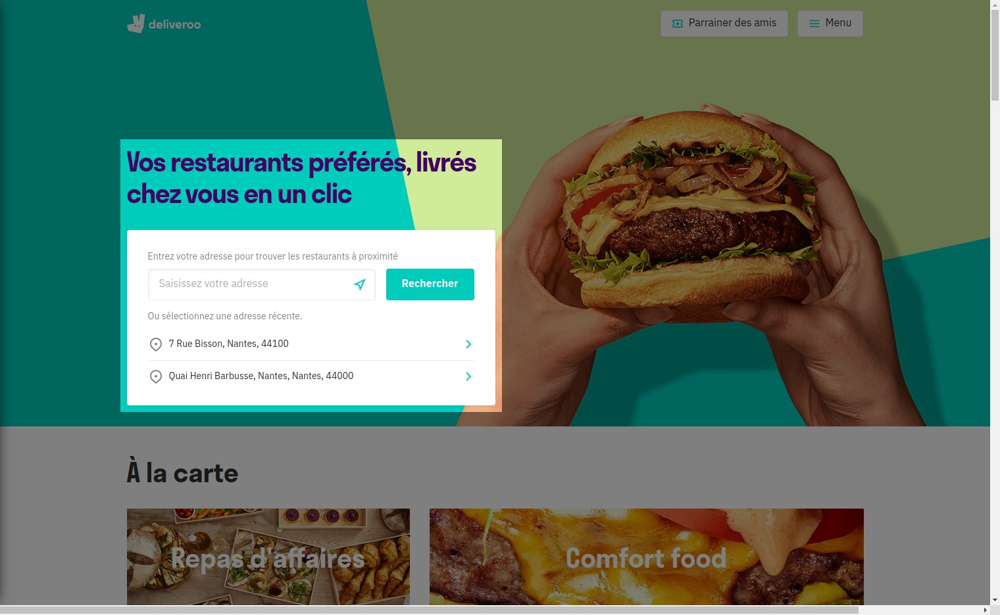 deliveroo
Parrainer des amis
Menu
Vos restaurants préférés, livrés
chez vous en un clic
Entrez votre adresse pour trouver les restaurants à proximité
Saisissez votre adresse
Rechercher
Ou sélectionnez une adresse récente.
7 Rue Bisson, Nantes, 44100
Quai Henri Barbusse, Nantes, Nantes, 44000
À la carte
Repas d'affaires
Comfort food